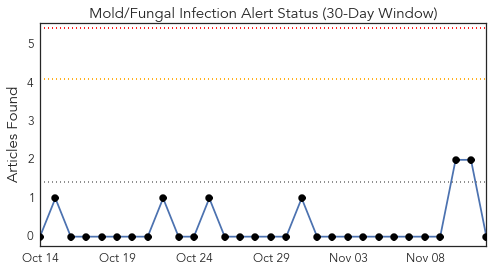 Mold/Fungal Infection Alert Status (30-Day Window)
Articles Found
5
4
3
2
1
0
Oct 14 Oct 19 Oct 24 Oct 29 Nov 03 Nov 08